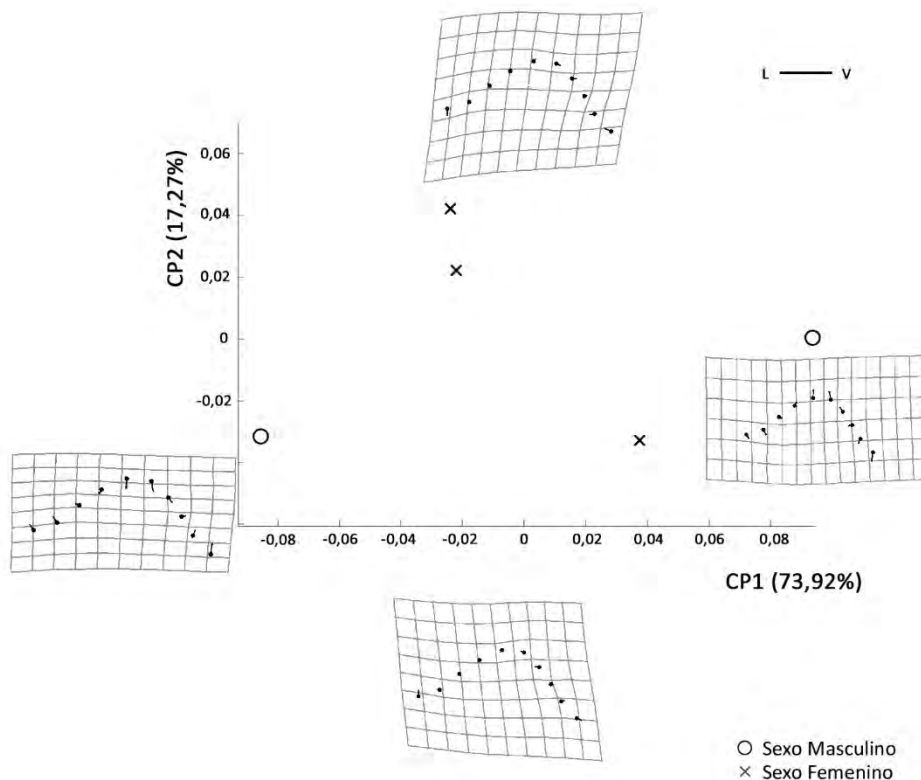 L V
0,06
0,04
0,02
0
-0,02
CP2 (17,27%)
-0,08 -0,06 -0,04 -0,02 0 0,02 0,04 0,06 0,08
CP1 (73,92%)
Sexo Masculino
Sexo Femenino